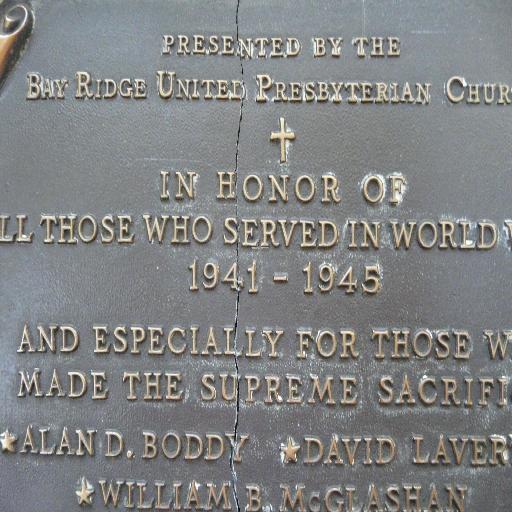 PRESENTED BY THE
BAY RIDGE UNITED PRESBYTERIAN CHUR
IN HONOR OF
LL THOSE WHO SERVED IN WORLD W
1941 - 1945
AND ESPECIALLY FOR THOSE W
MADE THE SUPREME SACRIFI
★ALAN D. BODDY ★DAVID LAVER
★WILLIAM B. McGLASHAN